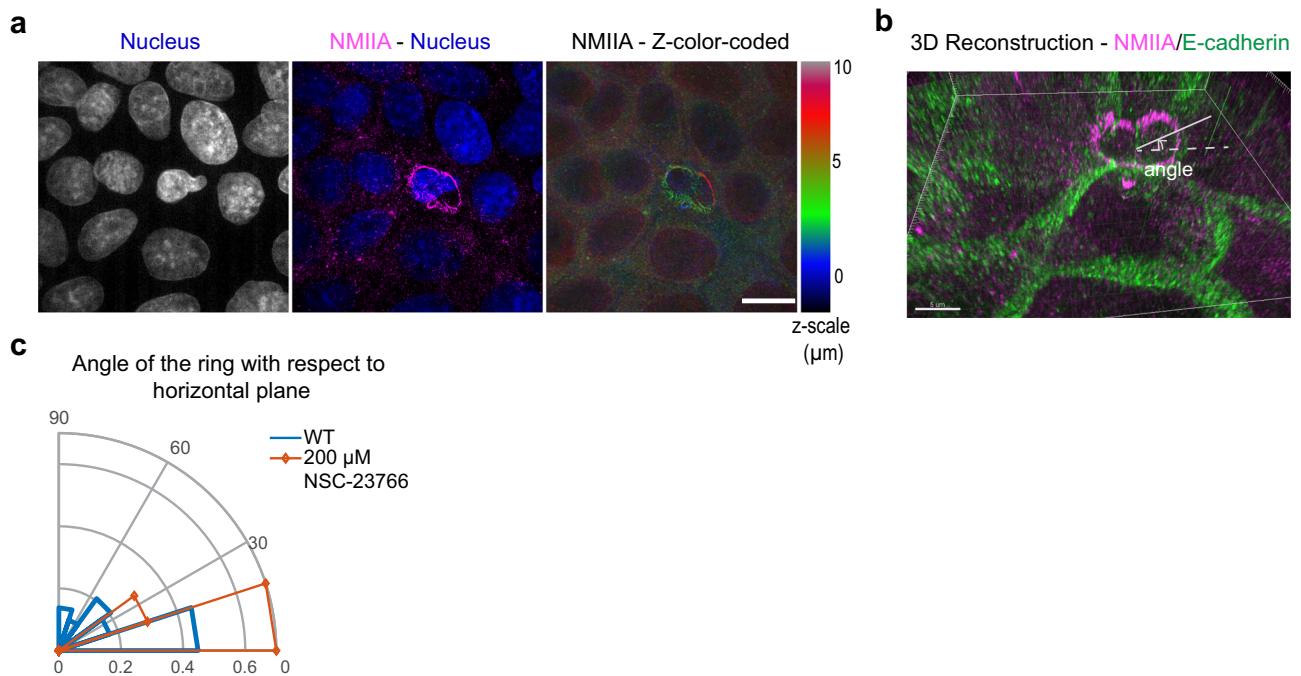 a
Nucleus
NMIIA - Nucleus
NMIIA - Z-color-coded
10
5
0
z-scale
(μm)
b
3D Reconstruction - NMIIA/E-cadherin
angle
5 um
c
Angle of the ring with respect to
horizontal plane
90
60
30
0
WT
200 μM
NSC-23766
0
0.2
0.4
0.6